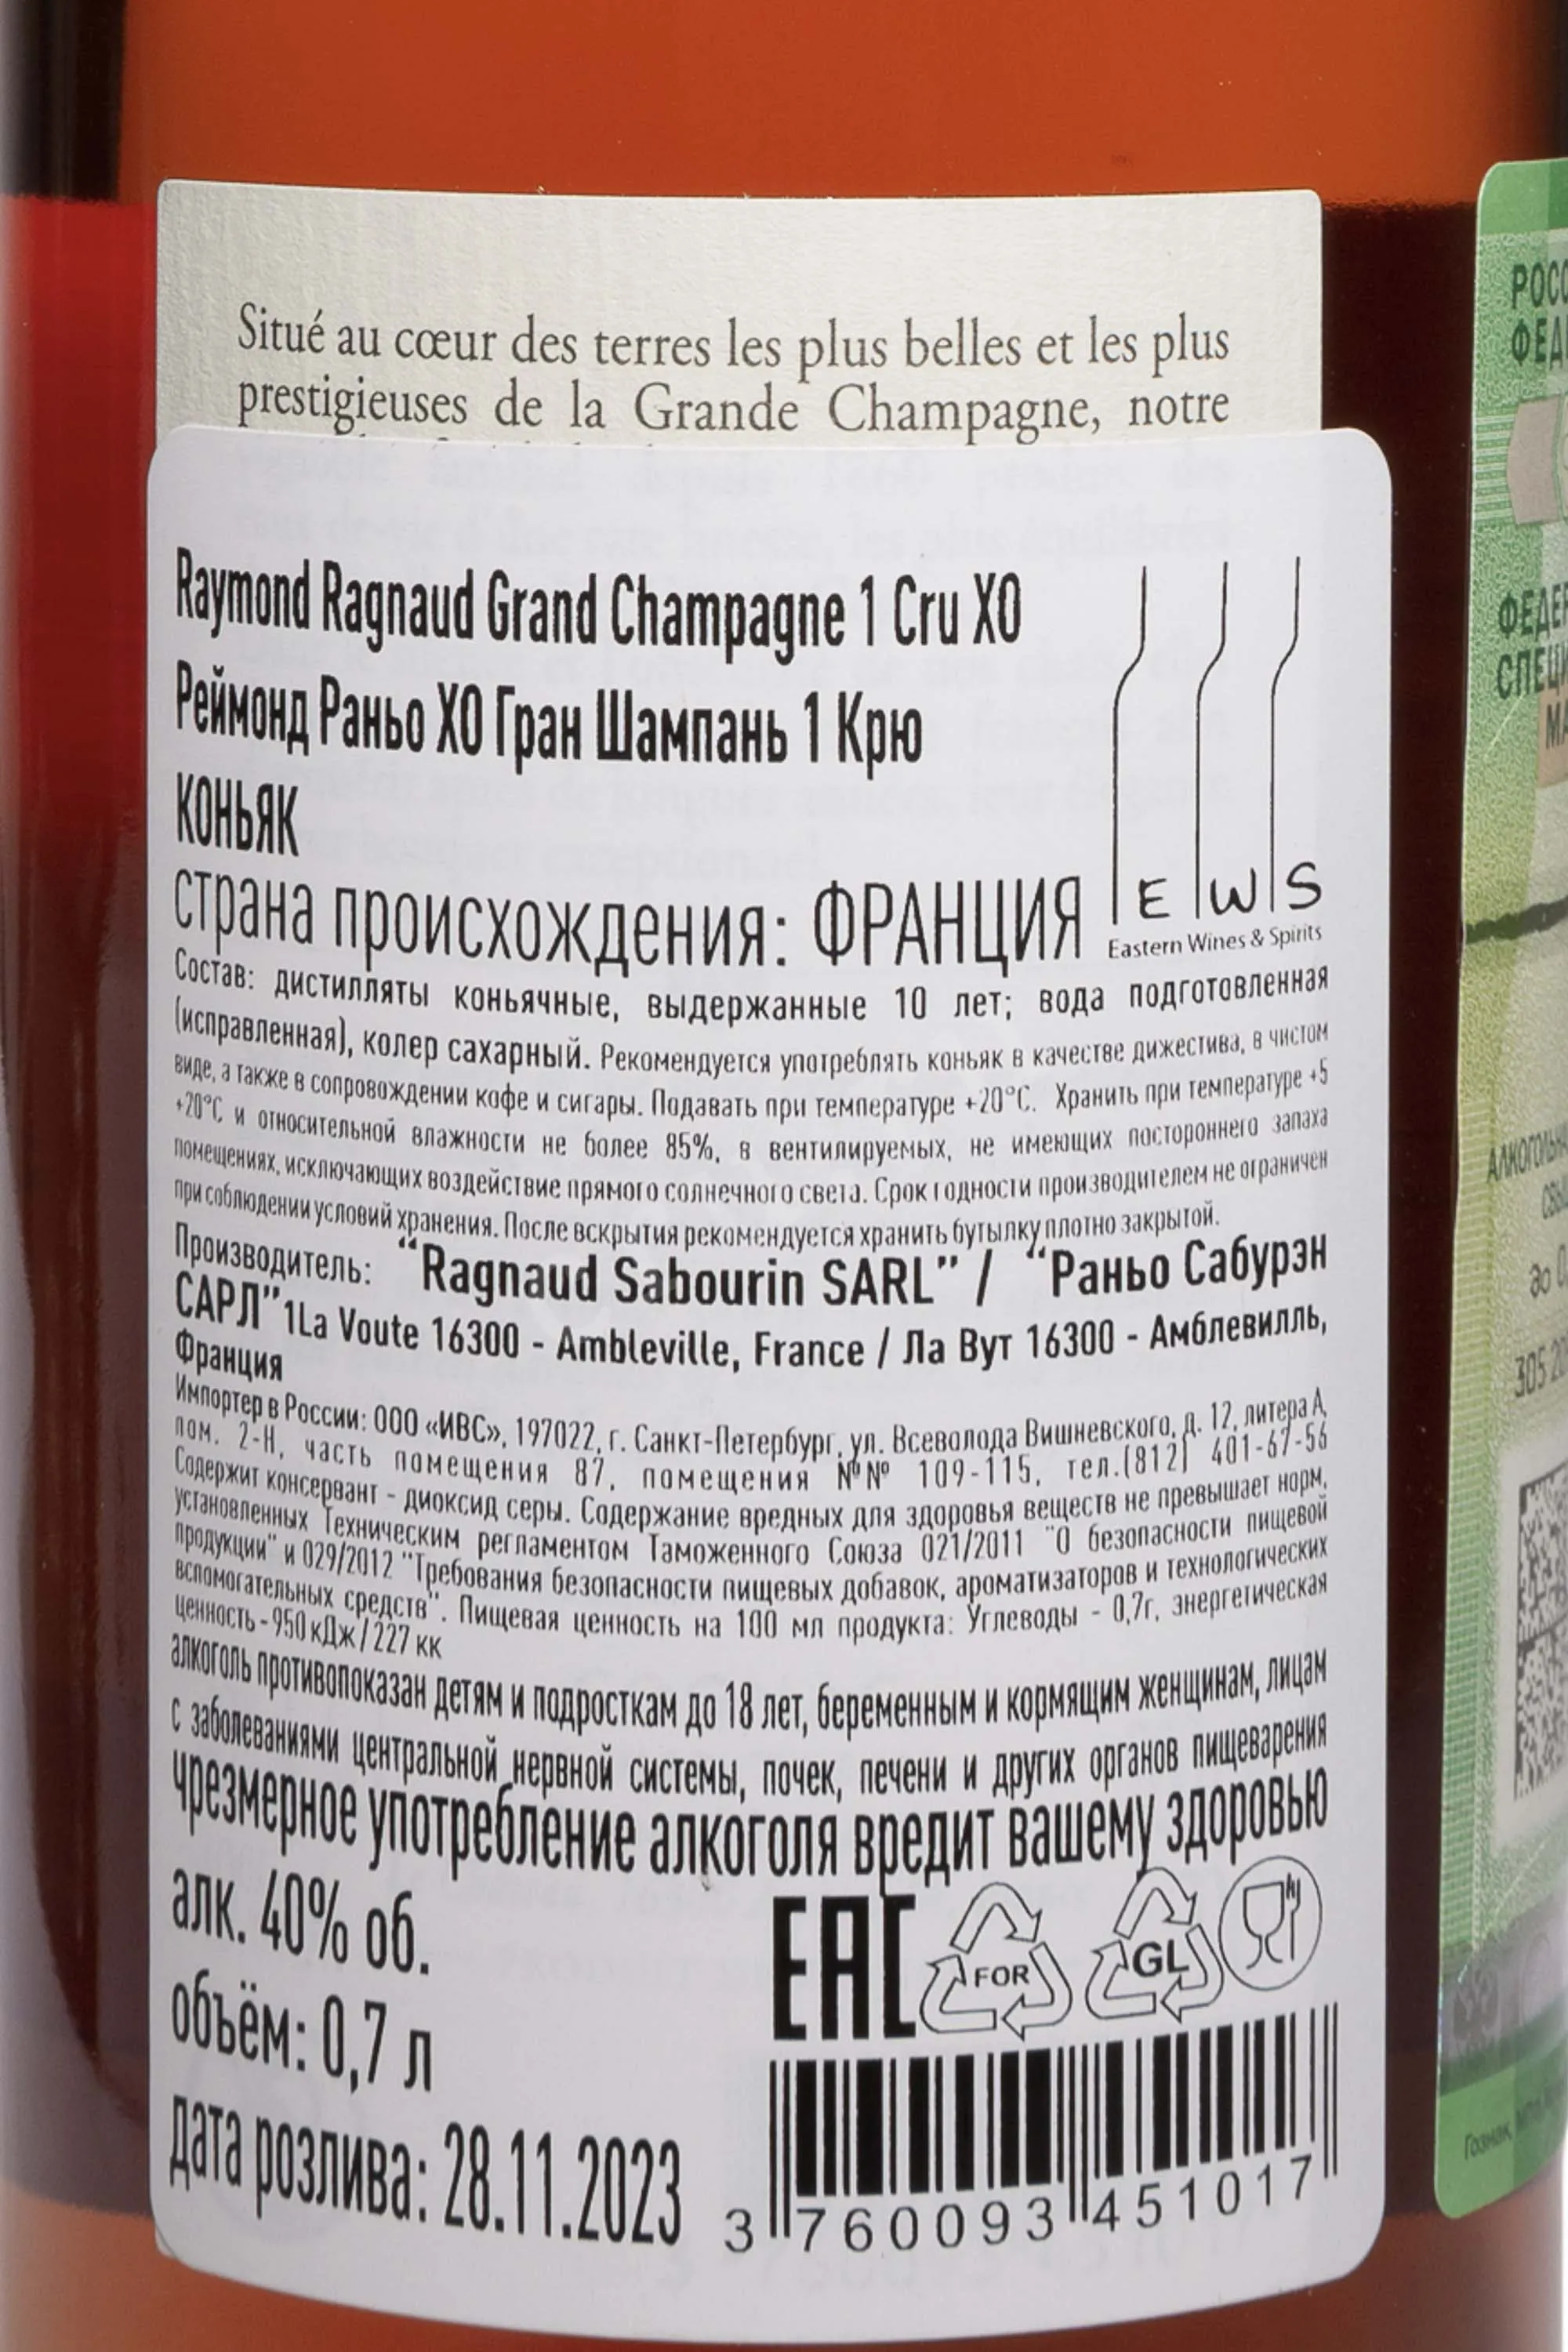 Situé au cœur des terres les plus belles et les plus
prestigieuses de la Grande Champagne, notre
Raymond Ragnaud Grand Champagne 1 Cru XO
Реймонд Раньо ХО Гран Шампань 1 Крю
КОНЬЯК
страна происхождения: ФРАНЦИЯ
E W S
Eastern Wines & Spirits
Состав: дистилляты коньячные, выдержанные 10 лет; вода подготовленная
(исправленная), колер сахарный. Рекомендуется употреблять коньяк в качестве дижестива, в чистом
виде, а также в сопровождении кофе и сигары. Подавать при температуре +20°C. Хранить при температуре +5
+20°C и относительной влажности не более 85%, в вентилируемых, не имеющих постороннего запаха
помещениях, исключающих воздействие прямого солнечного света. Срок годности производителем не ограничен
при соблюдении условий хранения. После вскрытия рекомендуется хранить бутылку плотно закрытой.
Производитель: “Ragnaud Sabourin SARL” / “Раньо Сабурэн
САРЛ” 1La Voute 16300 - Ambleville, France / Ла Вут 16300 - Амблевилль,
Франция
Импортер в России: ООО «ИВС», 197022, г. Санкт-Петербург, ул. Всеволода Вишневского, д. 12, литера А,
пом. 2-Н, часть помещения 87, помещения №№ 109-115, тел.(812) 401-67-56
Содержит консервант - диоксид серы. Содержание вредных для здоровья веществ не превышает норм,
установленных Техническим регламентом Таможенного Союза 021/2011 "О безопасности пищевой
продукции" и 029/2012 "Требования безопасности пищевых добавок, ароматизаторов и технологических
вспомогательных средств". Пищевая ценность на 100 мл продукта: Углеводы - 0,7г, энергетическая
ценность - 950 кДж / 227 кк
алкоголь противопоказан детям и подросткам до 18 лет, беременным и кормящим женщинам, лицам
с заболеваниями центральной нервной системы, почек, печени и других органов пищеварения
чрезмерное употребление алкоголя вредит вашему здоровью
алк. 40% об.
объём: 0,7 л
дата розлива: 28.11.2023
EAC
FOR
GL
3 760093 451017